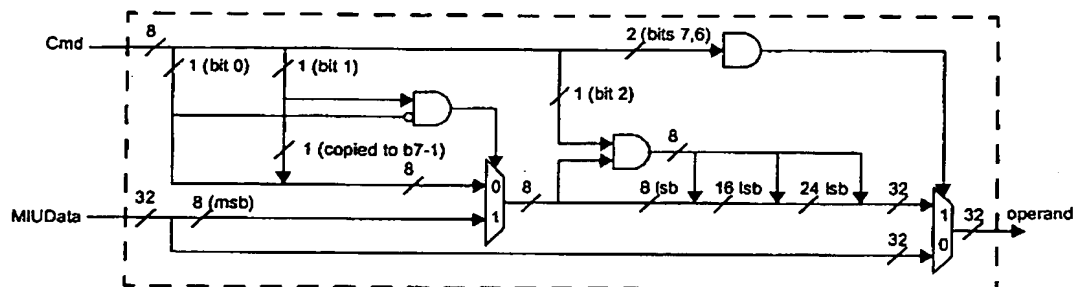 Cmd 8 2 (bits 7,6)
1 (bit 0) 1 (bit 1)
1 (bit 2)
8
1 (copied to b7-1)
8 0 8 8 lsb 16 lsb 24 lsb 32
MIUData 32 8 (msb) 1 1 32 operand
0
32